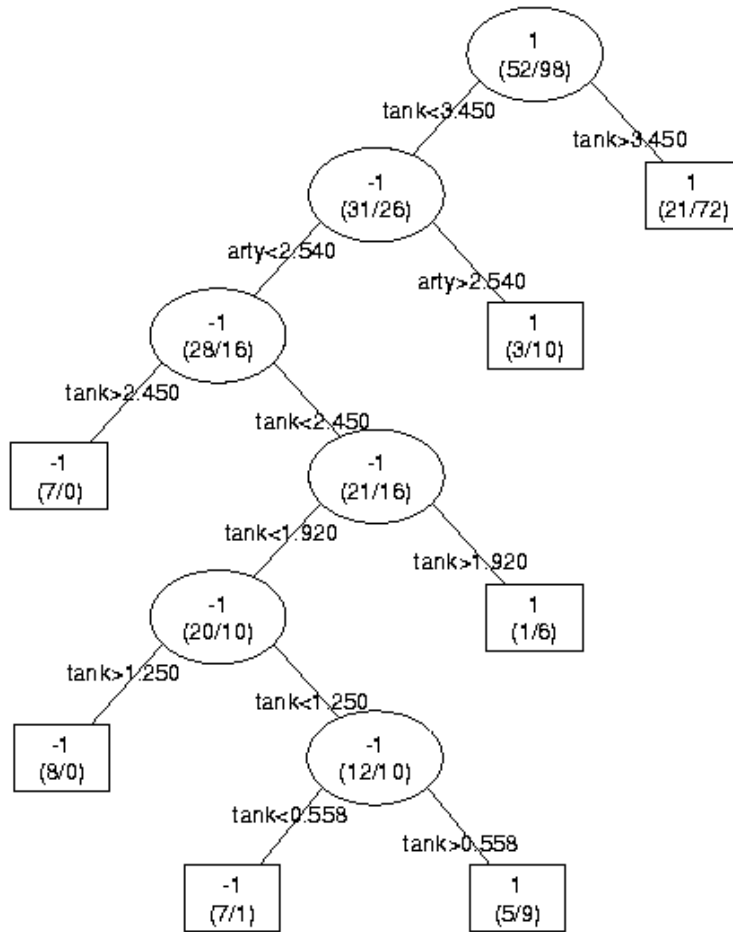 1
(52/98)
tank<3.450
tank>3.450
-1
(31/26)
1
(21/72)
arty<2.540
arty>2.540
-1
(28/16)
1
(3/10)
tank>2.450
tank<2.450
-1
(7/0)
-1
(21/16)
tank<1.920
tank>1.920
-1
(20/10)
1
(1/6)
tank>1.250
tank<1.250
-1
(8/0)
-1
(12/10)
tank<0.558
tank>0.558
-1
(7/1)
1
(5/9)